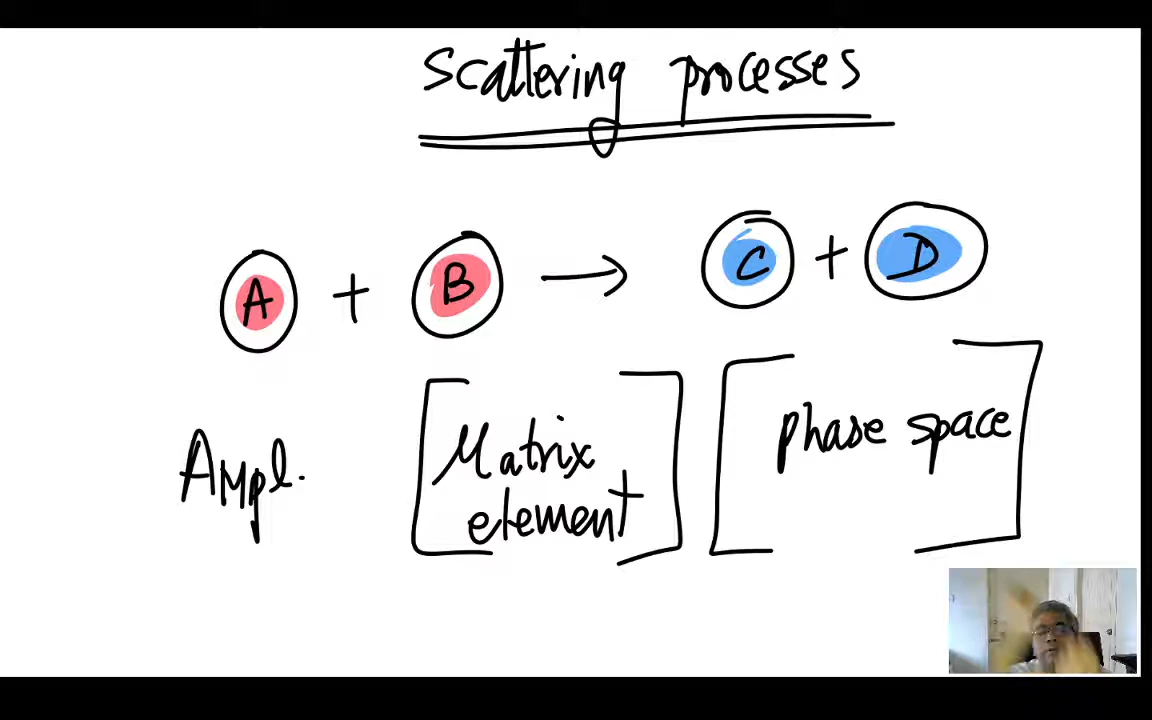 Scattering processes
A + B → C + D
Ampl. [Matrix element] [phase space]